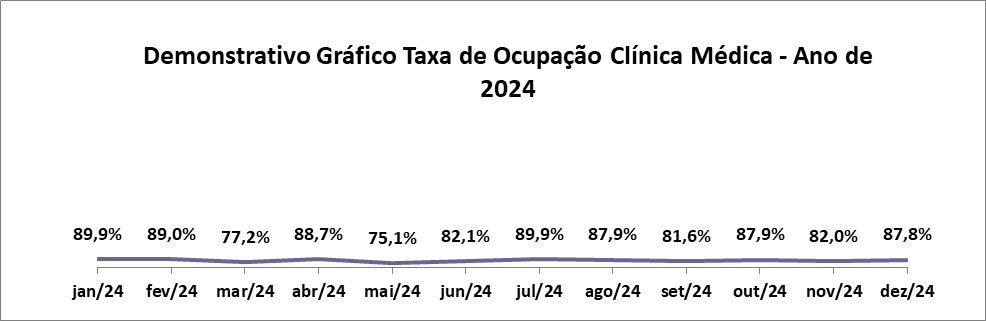 Demonstrativo Gráfico Taxa de Ocupação Clínica Médica - Ano de
2024
89,9% 89,0% 77,2% 88,7% 75,1% 82,1% 89,9% 87,9% 81,6% 87,9% 82,0% 87,8%
jan/24 fev/24 mar/24 abr/24 mai/24 jun/24 jul/24 ago/24 set/24 out/24 nov/24 dez/24